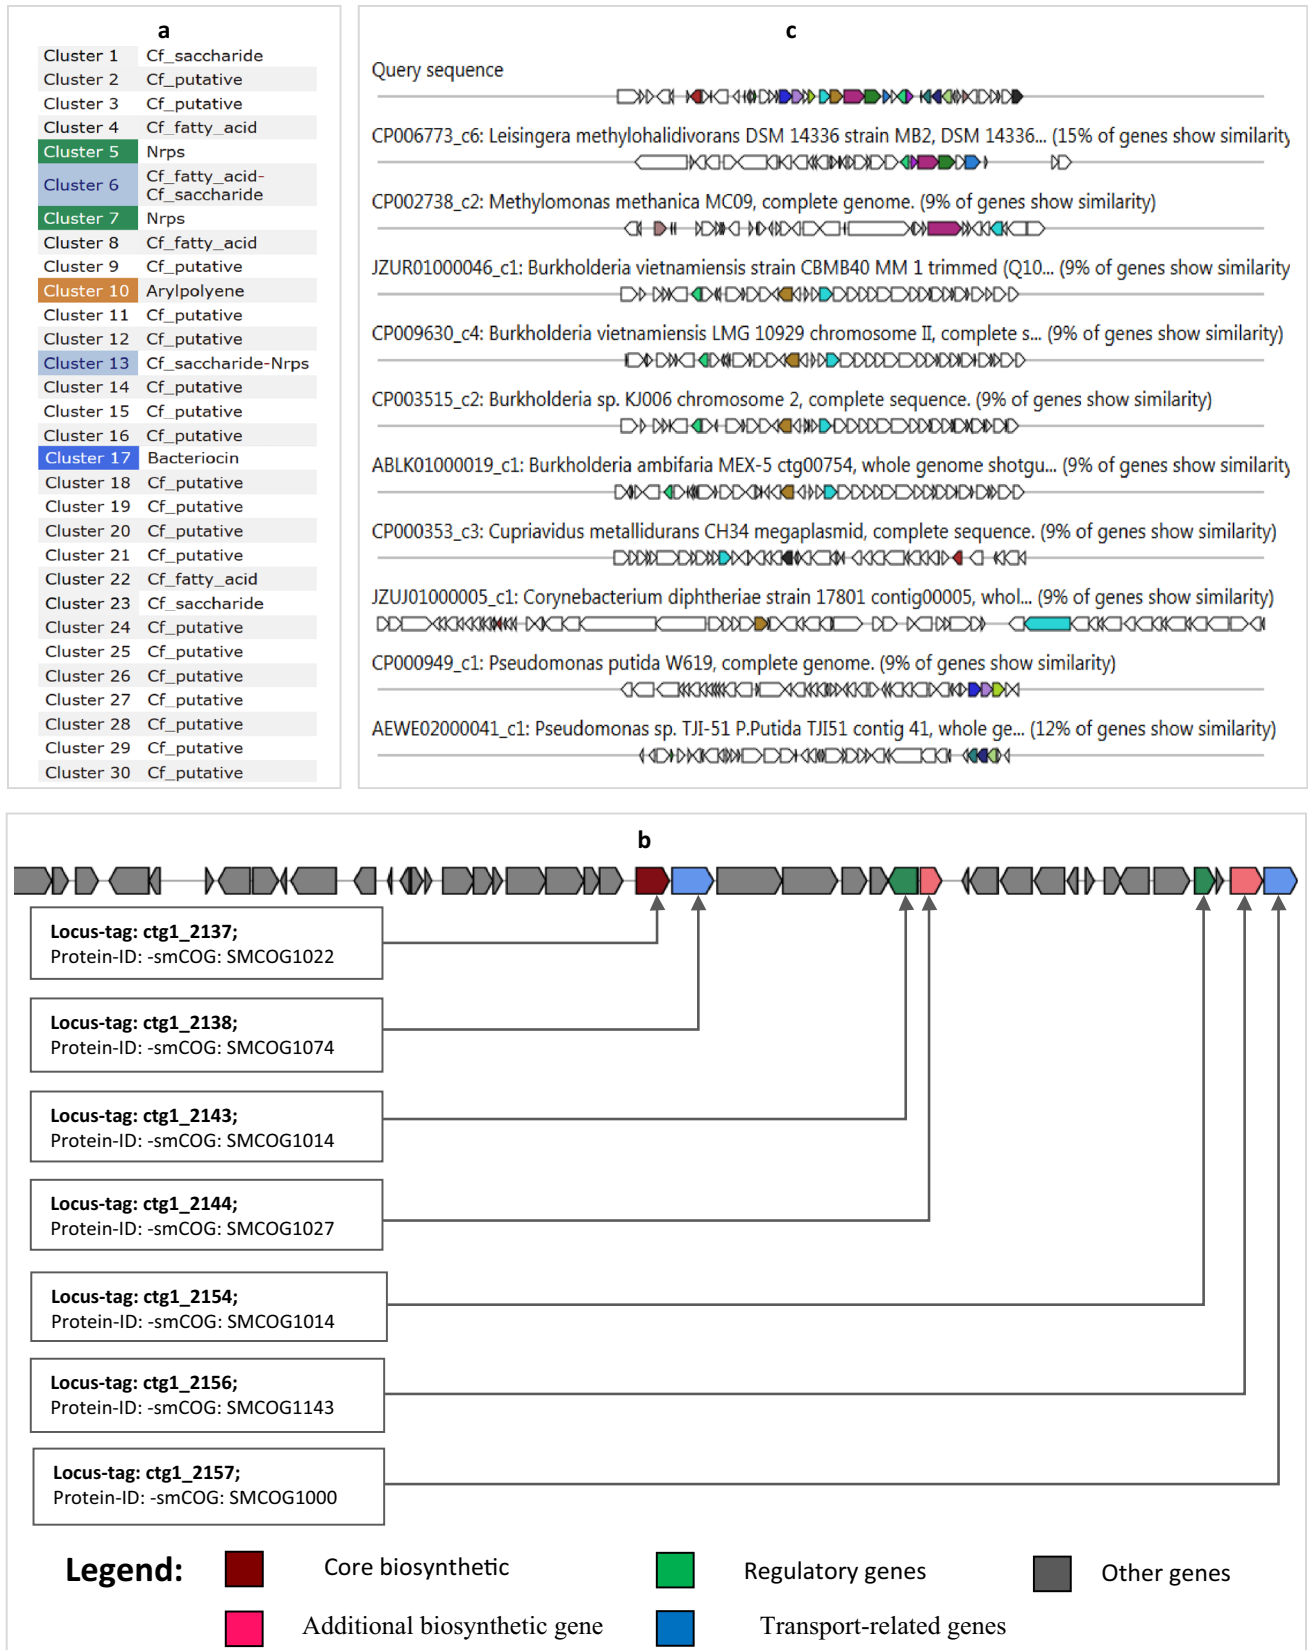 a
Cluster 1 Cf_saccharide
Cluster 2 Cf_putative
Cluster 3 Cf_putative
Cluster 4 Cf_fatty_acid
Cluster 5 Nrps
Cluster 6 Cf_fatty_acid-
Cf_saccharide
Cluster 7 Nrps
Cluster 8 Cf_fatty_acid
Cluster 9 Cf_putative
Cluster 10 Arylpolyene
Cluster 11 Cf_putative
Cluster 12 Cf_putative
Cluster 13 Cf_saccharide-Nrps
Cluster 14 Cf_putative
Cluster 15 Cf_putative
Cluster 16 Cf_putative
Cluster 17 Bacteriocin
Cluster 18 Cf_putative
Cluster 19 Cf_putative
Cluster 20 Cf_putative
Cluster 21 Cf_putative
Cluster 22 Cf_fatty_acid
Cluster 23 Cf_saccharide
Cluster 24 Cf_putative
Cluster 25 Cf_putative
Cluster 26 Cf_putative
Cluster 27 Cf_putative
Cluster 28 Cf_putative
Cluster 29 Cf_putative
Cluster 30 Cf_putative
c
Query sequence
CP006773_c6: Leisingera methylohalidivorans DSM 14336 strain MB2, DSM 14336... (15% of genes show similarity
CP002738_c2: Methylomonas methanica MC09, complete genome. (9% of genes show similarity)
JZUR01000046_c1: Burkholderia vietnamiensis strain CBMB40 MM 1 trimmed (Q10... (9% of genes show similarity
CP009630_c4: Burkholderia vietnamiensis LMG 10929 chromosome II, complete s... (9% of genes show similarity)
CP003515_c2: Burkholderia sp. KJ006 chromosome 2, complete sequence. (9% of genes show similarity)
ABLK01000019_c1: Burkholderia ambifaria MEX-5 ctg00754, whole genome shotgu... (9% of genes show similarity
CP000353_c3: Cupriavidus metallidurans CH34 megaplasmid, complete sequence. (9% of genes show similarity)
JZUJ01000005_c1: Corynebacterium diphtheriae strain 17801 contig00005, whol... (9% of genes show similarity)
CP000949_c1: Pseudomonas putida W619, complete genome. (9% of genes show similarity)
AEWE02000041_c1: Pseudomonas sp. TJI-51 P.Putida TJI51 contig 41, whole ge... (12% of genes show similarity)
b
Locus-tag: ctg1_2137;
Protein-ID: -smCOG: SMCOG1022
Locus-tag: ctg1_2138;
Protein-ID: -smCOG: SMCOG1074
Locus-tag: ctg1_2143;
Protein-ID: -smCOG: SMCOG1014
Locus-tag: ctg1_2144;
Protein-ID: -smCOG: SMCOG1027
Locus-tag: ctg1_2154;
Protein-ID: -smCOG: SMCOG1014
Locus-tag: ctg1_2156;
Protein-ID: -smCOG: SMCOG1143
Locus-tag: ctg1_2157;
Protein-ID: -smCOG: SMCOG1000
Legend: Core biosynthetic Regulatory genes Other genes
Additional biosynthetic gene Transport-related genes